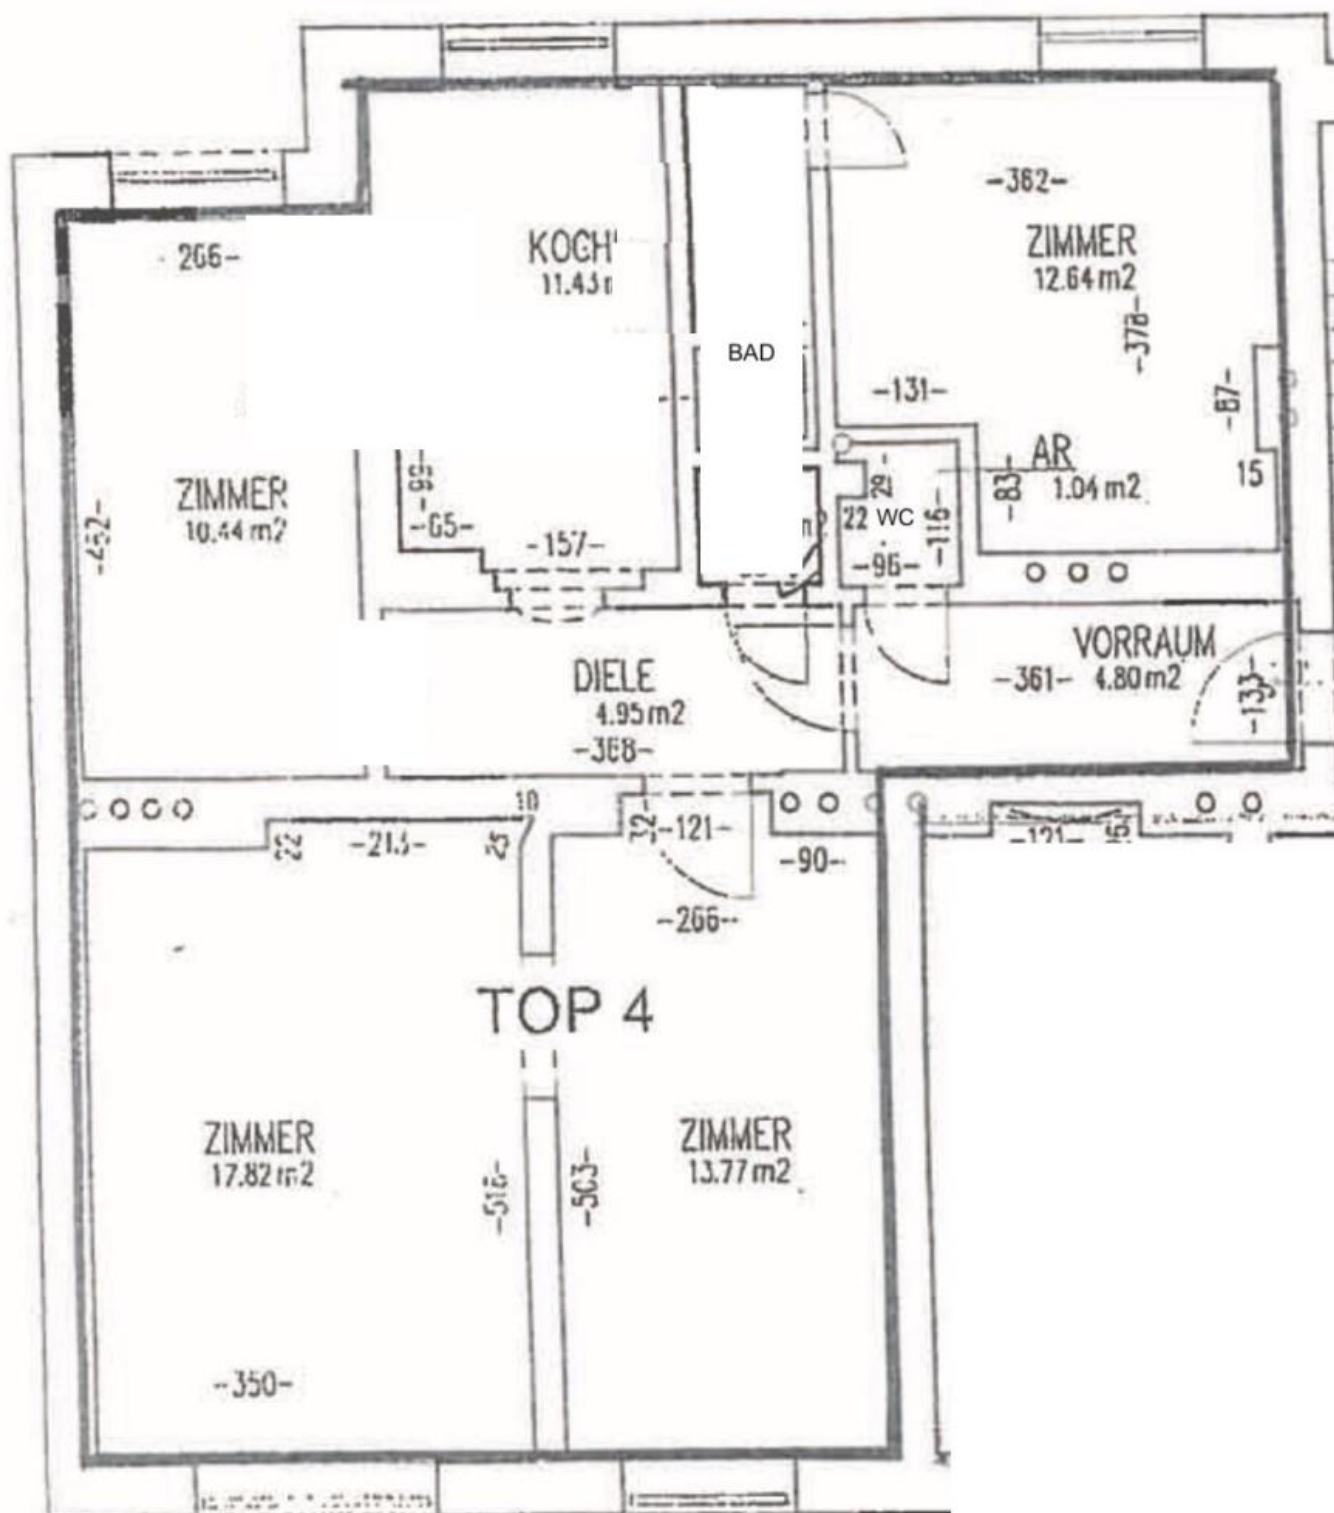 -362-
206-
KOCH
ZIMMER
11.43
12.64 m2
-378-
BAD
-87-
-131-
AR
1.04 m2
15
-83-
ZIMMER
10.44 m2
-452-
-65-
-157-
29-
22
WC
-116-
-96-
VORRAUM
4.80 m2
-361-
-133-
DIELE
4.95 m2
-368-
10
22
25
32
-121-
-90-
-121-
-266-
TOP 4
ZIMMER
17.82 m2
ZIMMER
13.77 m2
-516-
-503-
-350-